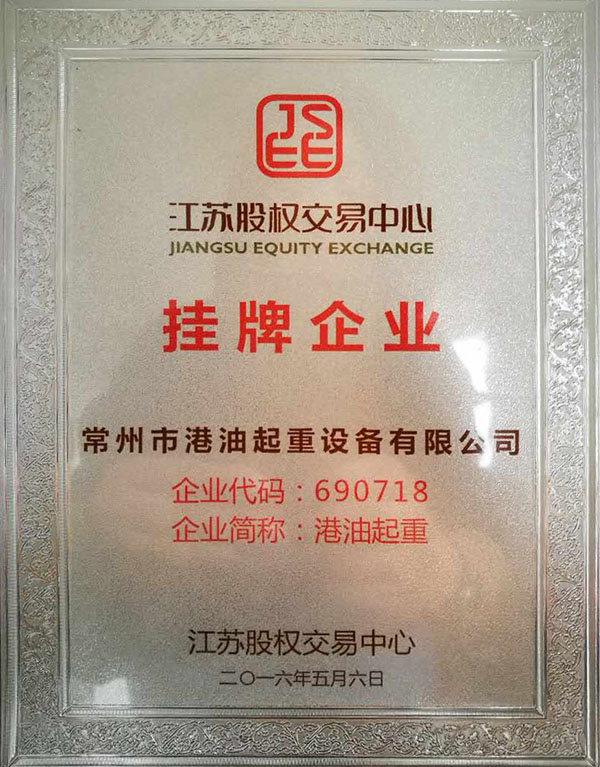 JS
EE
江苏股权交易中心
JIANGSU EQUITY EXCHANGE
挂牌企业
常州市港油起重设备有限公司
企业代码：690718
企业简称：港油起重
江苏股权交易中心
二〇一六年五月六日